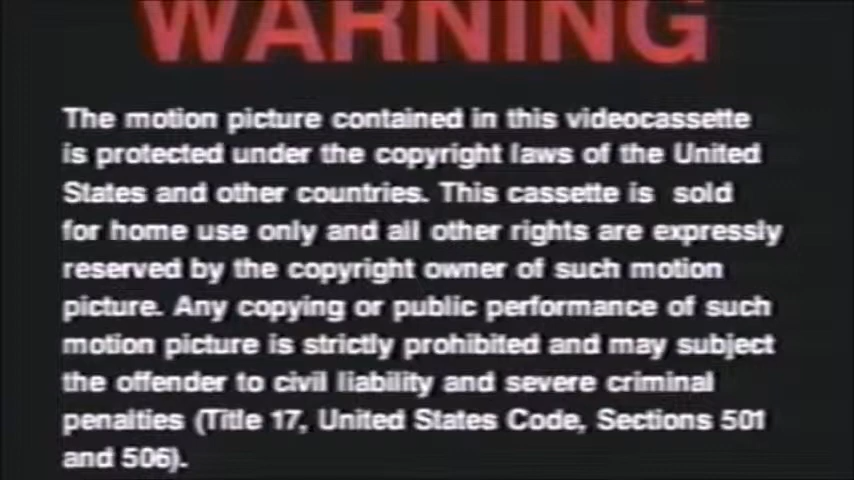 WARNING
The motion picture contained in this videocassette
is protected under the copyright laws of the United
States and other countries. This cassette is sold
for home use only and all other rights are expressly
reserved by the copyright owner of such motion
picture. Any copying or public performance of such
motion picture is strictly prohibited and may subject
the offender to civil liability and severe criminal
penalties (Title 17, United States Code, Sections 501
and 506).